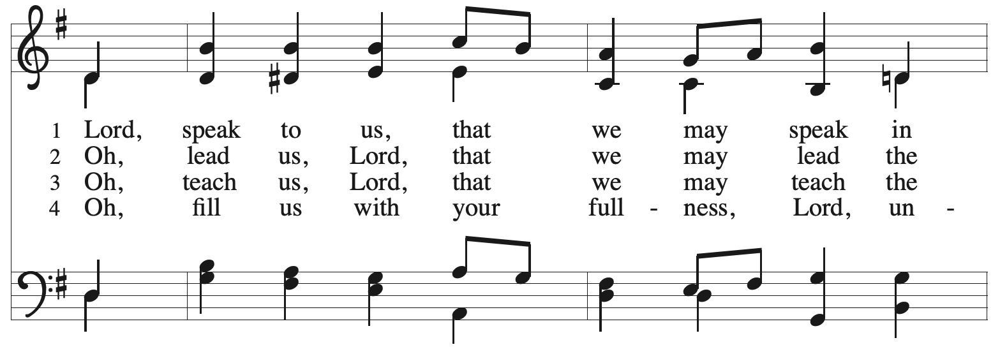 1 Lord, speak to us, that we may speak in
2 Oh, lead us, Lord, that we may lead the
3 Oh, teach us, Lord, that we may teach the
4 Oh, fill us with your full - ness, Lord, un -